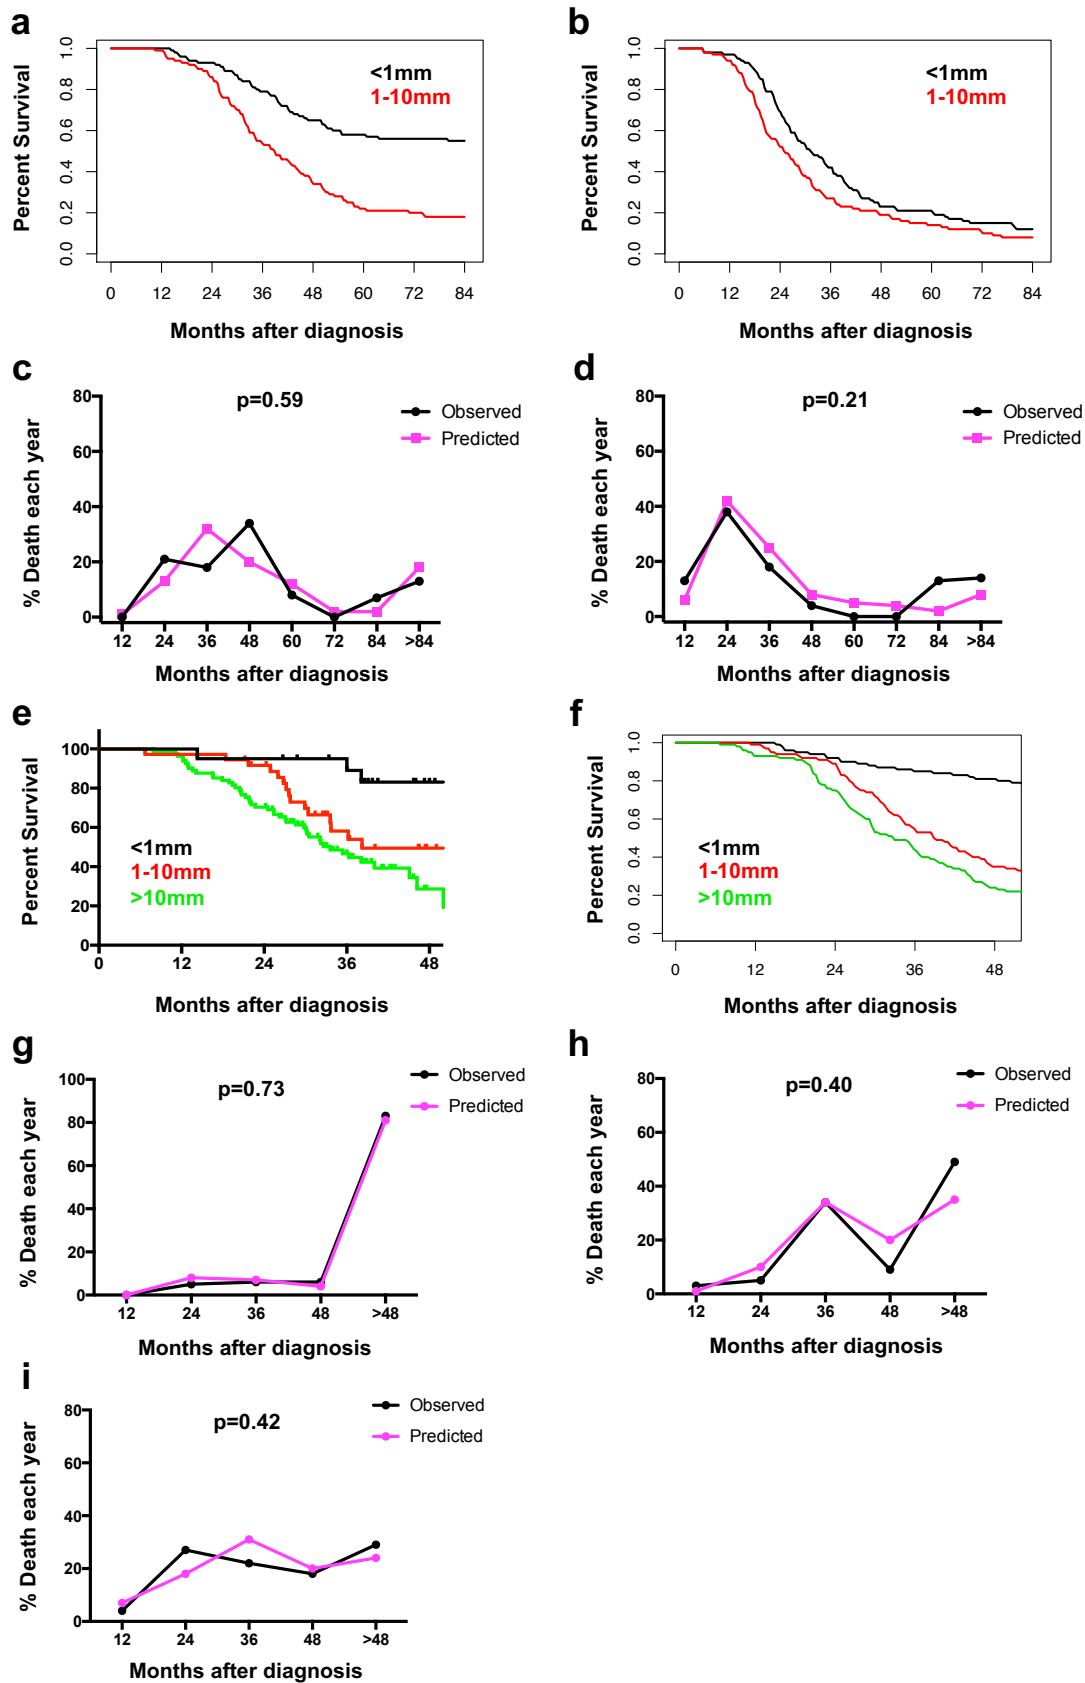 a
Percent Survival
1.0
0.8
0.6
0.4
0.2
0.0
<1mm
1-10mm
0 12 24 36 48 60 72 84
Months after diagnosis
b
Percent Survival
1.0
0.8
0.6
0.4
0.2
0.0
<1mm
1-10mm
0 12 24 36 48 60 72 84
Months after diagnosis
c
% Death each year
80
60
40
20
0
p=0.59
Observed
Predicted
12 24 36 48 60 72 84 >84
Months after diagnosis
d
% Death each year
80
60
40
20
0
p=0.21
Observed
Predicted
12 24 36 48 60 72 84 >84
Months after diagnosis
e
Percent Survival
100
80
60
40
20
0
<1mm
1-10mm
>10mm
0 12 24 36 48
Months after diagnosis
f
Percent Survival
1.0
0.8
0.6
0.4
0.2
0.0
<1mm
1-10mm
>10mm
0 12 24 36 48
Months after diagnosis
g
% Death each year
100
80
60
40
20
0
p=0.73
Observed
Predicted
12 24 36 48 >48
Months after diagnosis
h
% Death each year
80
60
40
20
0
p=0.40
Observed
Predicted
12 24 36 48 >48
Months after diagnosis
i
% Death each year
80
60
40
20
0
p=0.42
Observed
Predicted
12 24 36 48 >48
Months after diagnosis